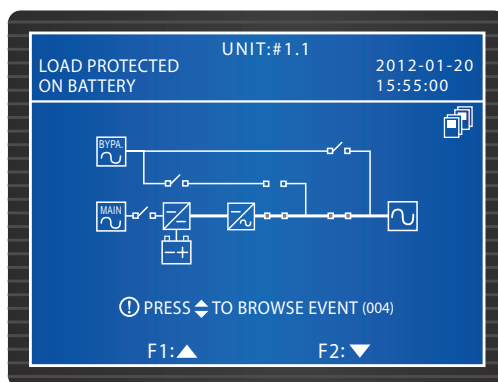 UNIT:#1.1
LOAD PROTECTED
ON BATTERY
2012-01-20
15:55:00
BYPA.
MAIN
PRESS TO BROWSE EVENT (004)
F1: F2: